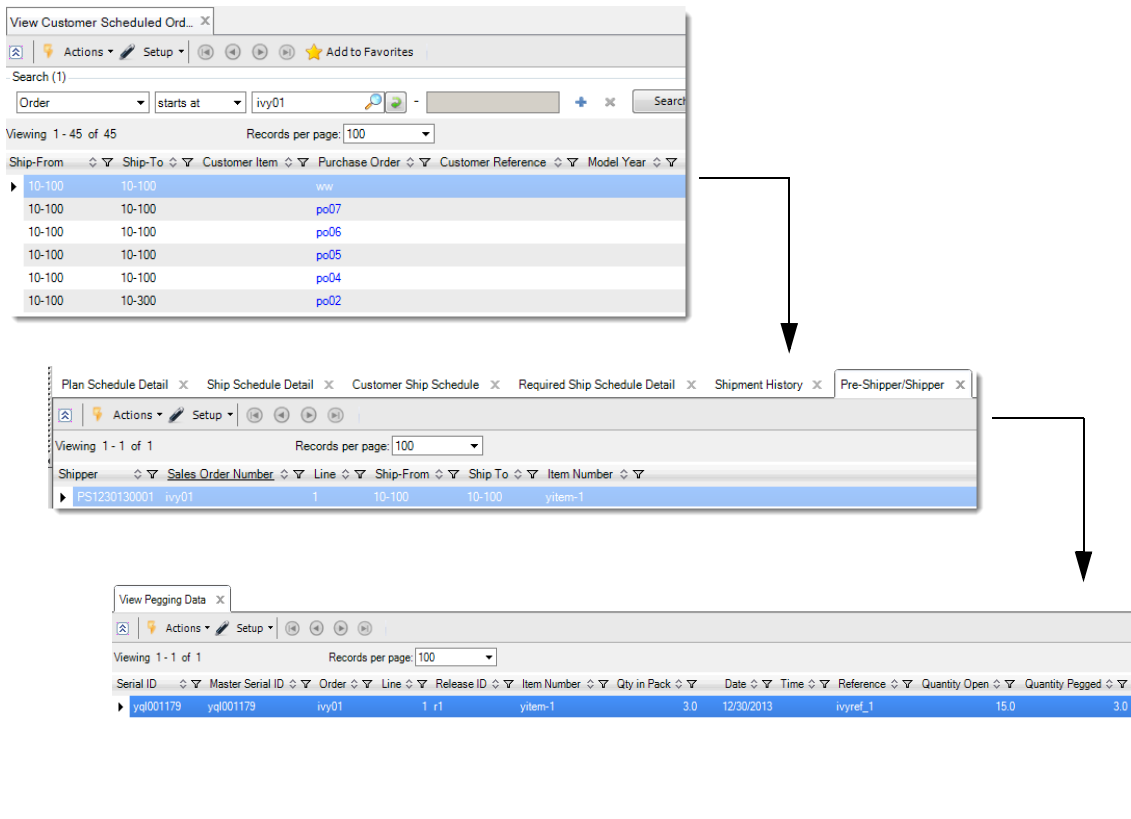 View Customer Scheduled Ord...
Actions Setup Add to Favorites
Search (1)
Order starts at ivy01 - Search
Viewing 1 - 45 of 45 Records per page: 100
Ship-From Ship-To Customer Item Purchase Order Customer Reference Model Year
10-100 10-100 ww
10-100 10-100 po07
10-100 10-100 po06
10-100 10-100 po05
10-100 10-100 po04
10-100 10-300 po02
Plan Schedule Detail Ship Schedule Detail Customer Ship Schedule Required Ship Schedule Detail Shipment History Pre-Shipper/Shipper
Actions Setup
Viewing 1 - 1 of 1 Records per page: 100
Shipper Sales Order Number Line Ship-From Ship To Item Number
PS1230130001 ivy01 1 10-100 10-100 yitem-1
View Pegging Data
Actions Setup
Viewing 1 - 1 of 1 Records per page: 100
Serial ID Master Serial ID Order Line Release ID Item Number Qty in Pack Date Time Reference Quantity Open Quantity Pegged
yql001179 yql001179 ivy01 1 r1 yitem-1 3.0 12/30/2013 ivyref_1 15.0 3.0